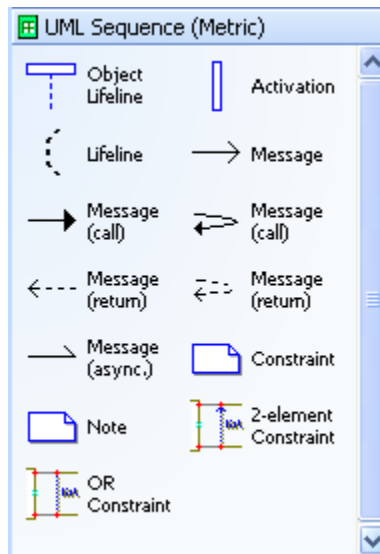 UML Sequence (Metric)
Object
Lifeline
Activation
Lifeline
Message
Message
(call)
Message
(call)
Message
(return)
Message
(return)
Message
(async.)
Constraint
Note
2-element
Constraint
OR
Constraint